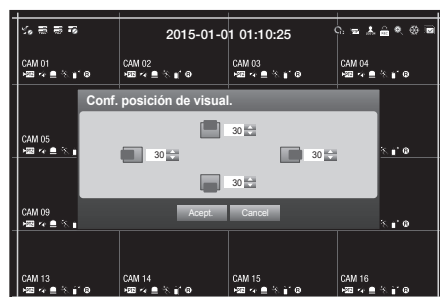 2015-01-01 01:10:25
CAM 01
CAM 02
CAM 03
CAM 04
Conf. posición de visual.
CAM 05
30
30
30
30
Acept.
Cancel
CAM 09
CAM 13
CAM 14
CAM 15
CAM 16